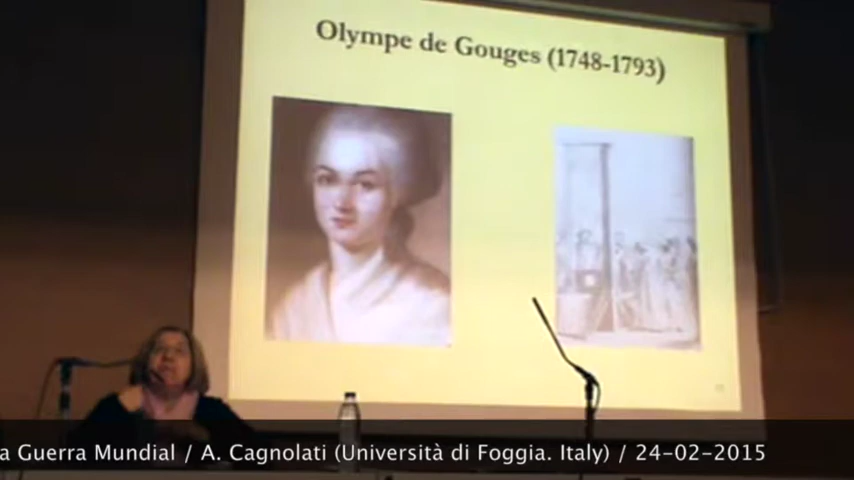 Olympe de Gouges (1748-1793)
a Guerra Mundial / A. Cagnolati (Università di Foggia. Italy) / 24-02-2015